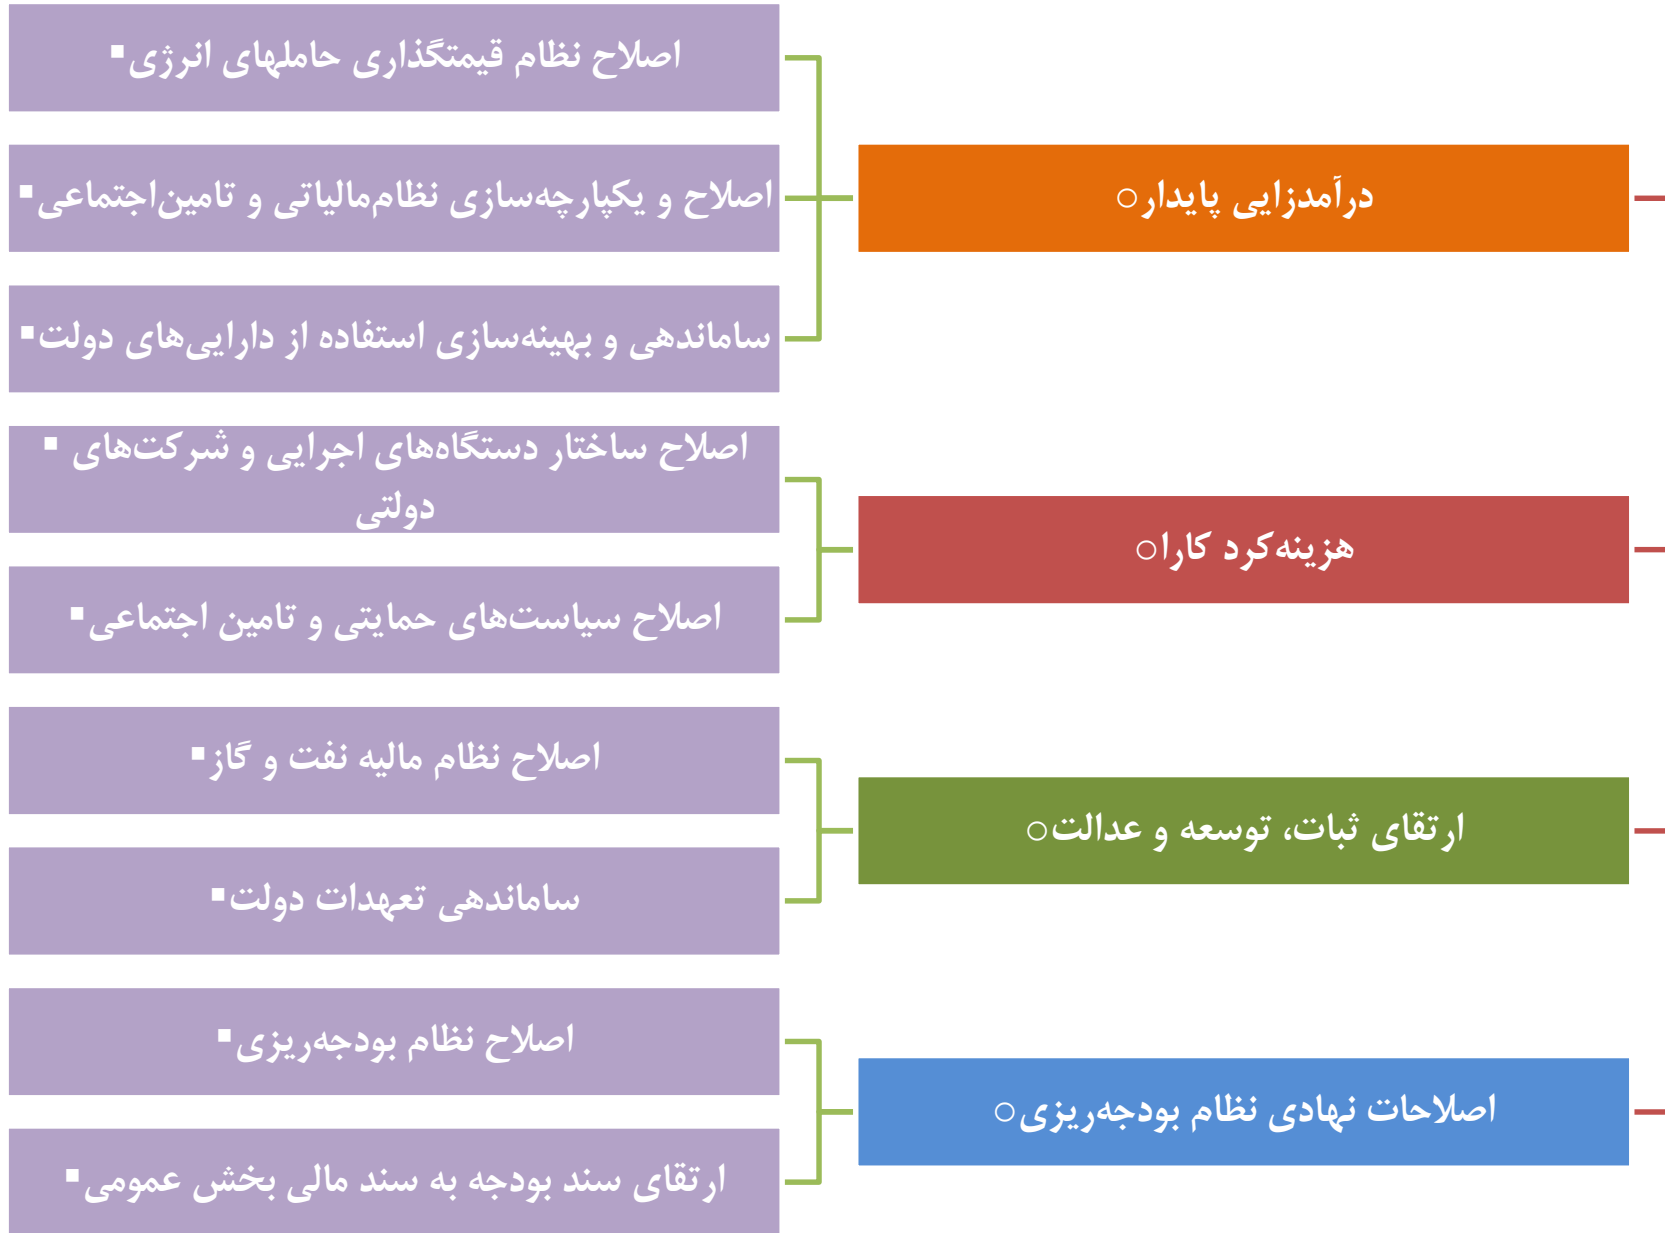 درآمدزایی پایدار
اصلاح نظام قیمتگذاری حاملهای انرژی
اصلاح و یکپارچه‌سازی نظام‌مالیاتی و تامین‌اجتماعی
ساماندهی و بهینه‌سازی استفاده از دارایی‌های دولت
هزینه‌کرد کارا
اصلاح ساختار دستگاه‌های اجرایی و شرکت‌های
دولتی
اصلاح سیاست‌های حمایتی و تامین اجتماعی
ارتقای ثبات، توسعه و عدالت
اصلاح نظام مالیه نفت و گاز
ساماندهی تعهدات دولت
اصلاحات نهادی نظام بودجه‌ریزی
اصلاح نظام بودجه‌ریزی
ارتقای سند بودجه به سند مالی بخش عمومی